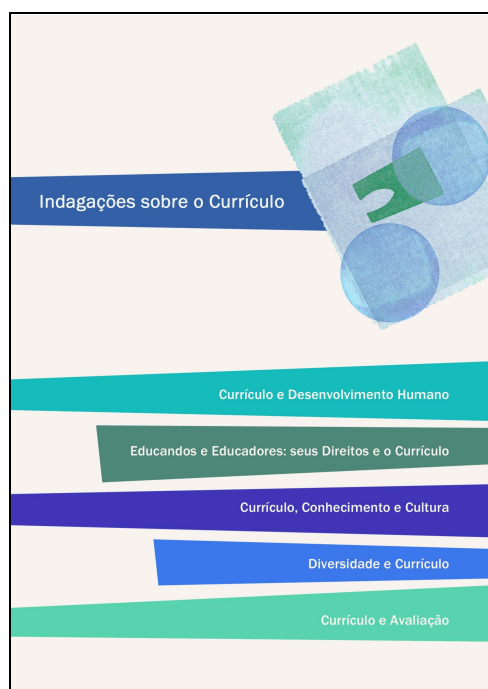 Indagações sobre o Currículo
Currículo e Desenvolvimento Humano
Educandos e Educadores: seus Direitos e o Currículo
Currículo, Conhecimento e Cultura
Diversidade e Currículo
Currículo e Avaliação